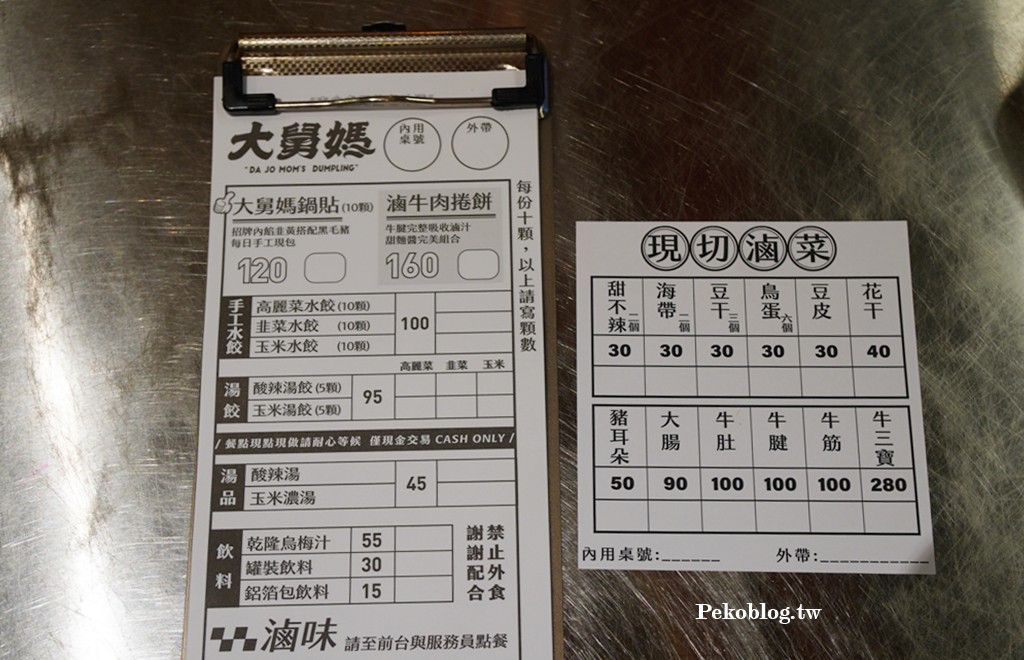 大舅媽
"DA JO MOM'S DUMPLING"
內用
桌號
外帶
大舅媽鍋貼(10顆)
招牌內餡韭黃搭配黑毛豬
每日手工現包
120
滷牛肉捲餅
牛腱完整吸收滷汁
甜麵醬完美組合
160
每份十顆，以上請寫顆數
手工水餃
高麗菜水餃(10顆)
韭菜水餃 (10顆)
玉米水餃 (10顆)
100
高麗菜 韭菜 玉米
湯餃
酸辣湯餃(5顆)
玉米湯餃(5顆)
95
/ 餐點現點現做請耐心等候 僅現金交易 CASH ONLY /
湯品
酸辣湯
玉米濃湯
45
飲料
乾隆烏梅汁 55
罐裝飲料 30
鋁箔包飲料 15
禁止外食
謝謝配合
滷味 請至前台與服務員點餐
現切滷菜
甜不辣二個 海帶二個 豆干三個 鳥蛋六個 豆皮 花干
30 30 30 30 30 40
豬耳朵 大腸 牛肚 牛腱 牛筋 牛三寶
50 90 100 100 100 280
內用桌號:______ 外帶:___________
Pekoblog.tw